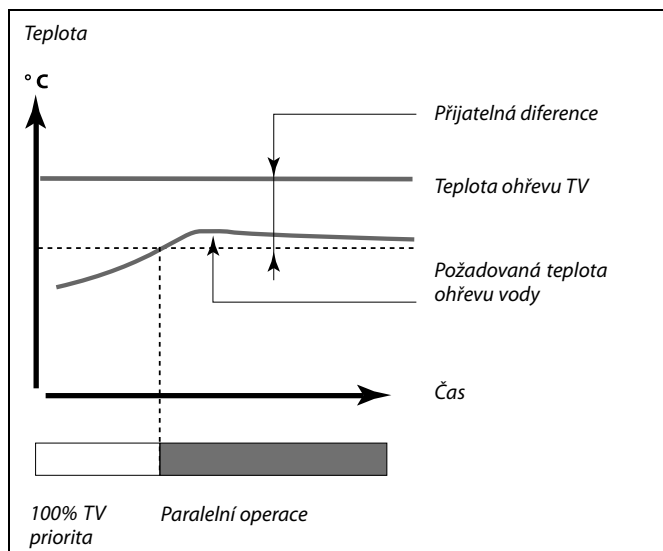 Teplota
° C
Přijatelná diference
Teplota ohřevu TV
Požadovaná teplota
ohřevu vody
Čas
100% TV
priorita
Paralelní operace